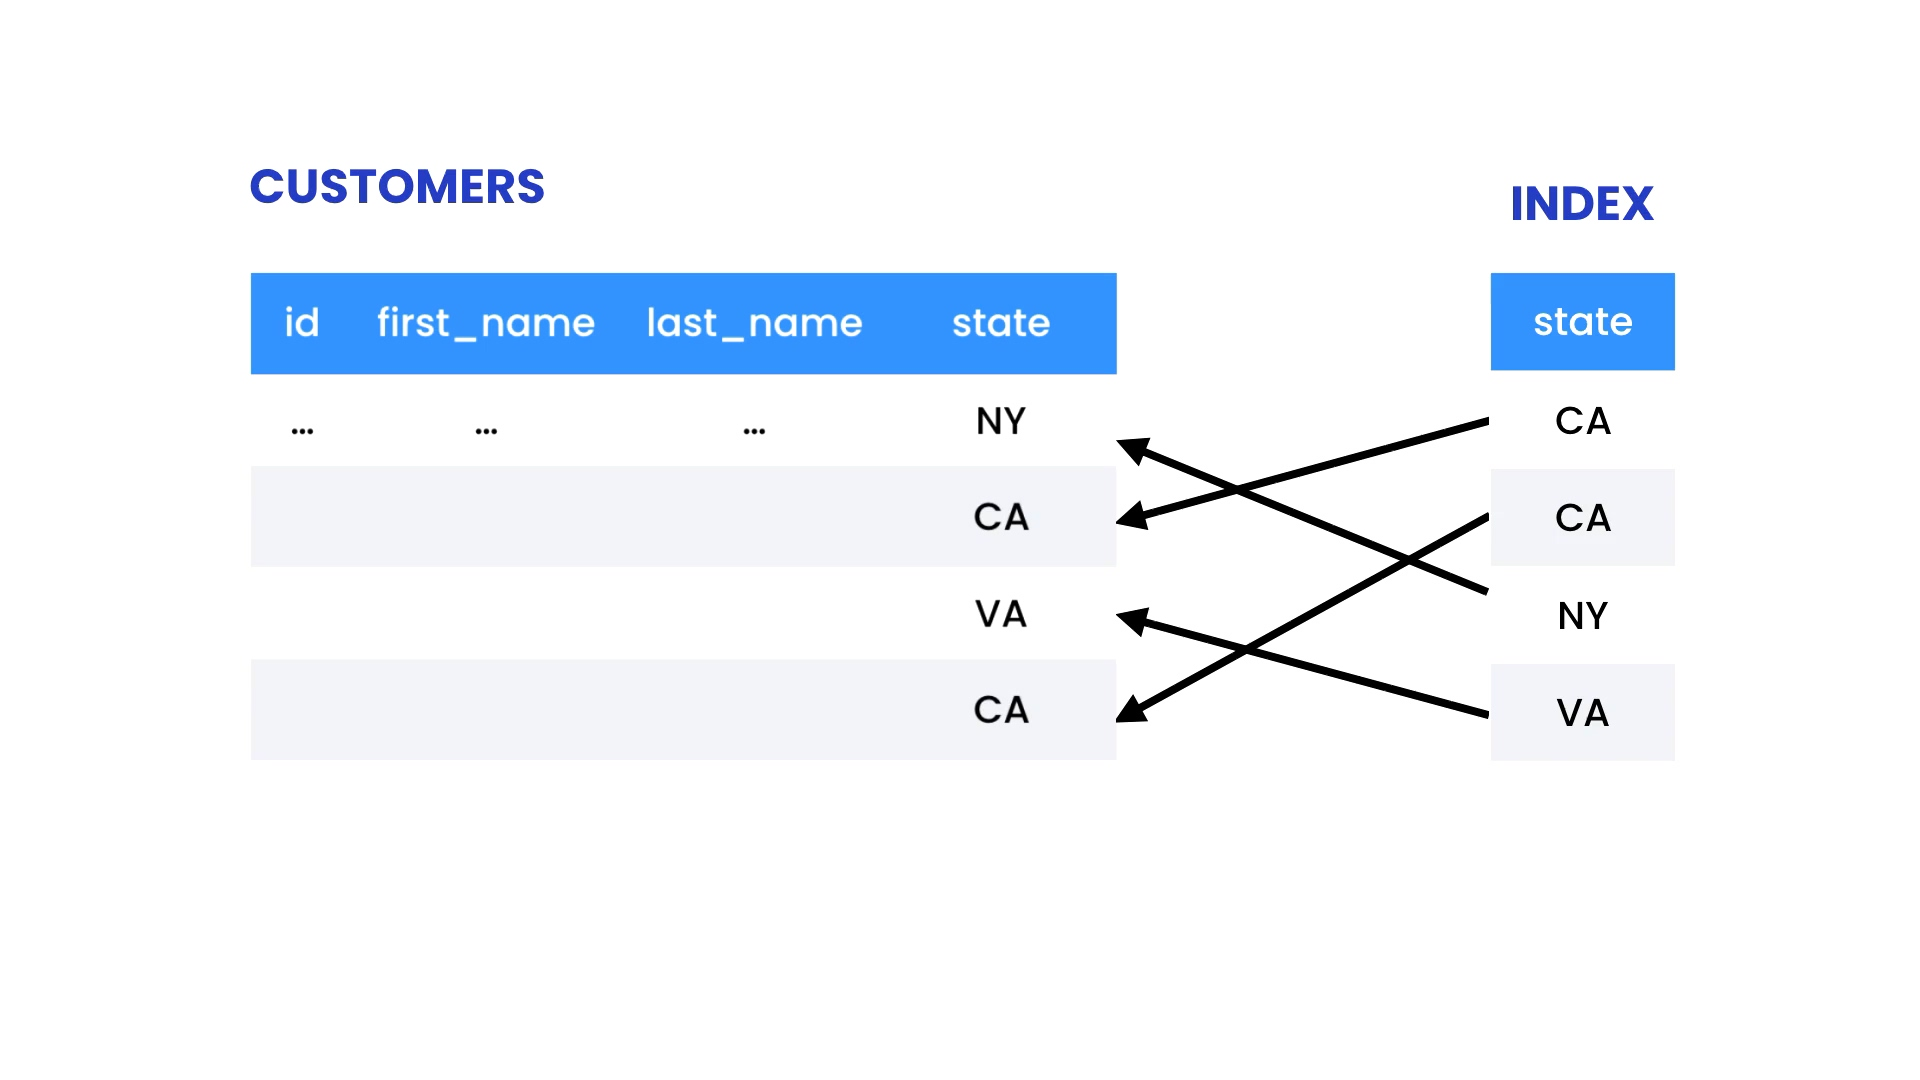 CUSTOMERS
INDEX
id first_name last_name state
state
... ... ... NY
CA
CA
CA
VA
NY
CA
VA